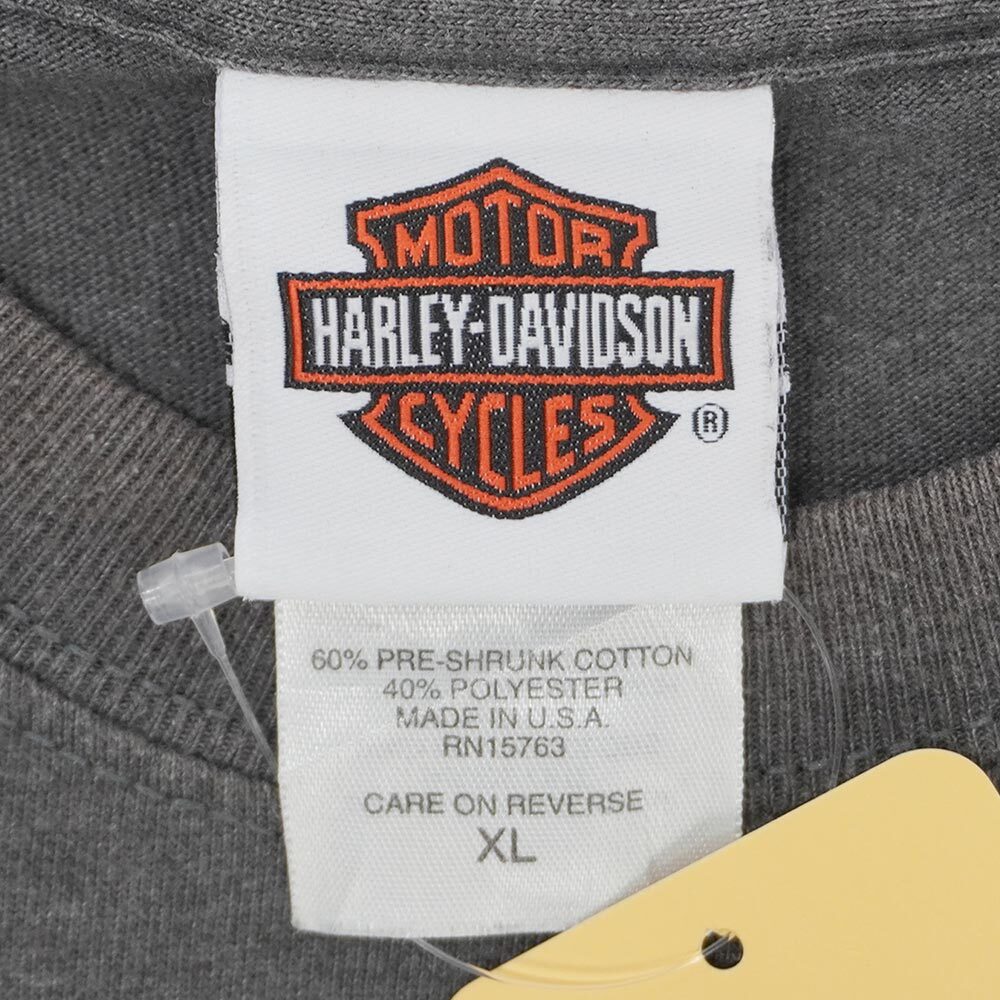 MOTOR
HARLEY-DAVIDSON
CYCLES
®
60% PRE-SHRUNK COTTON
40% POLYESTER
MADE IN U.S.A.
RN15763
CARE ON REVERSE
XL